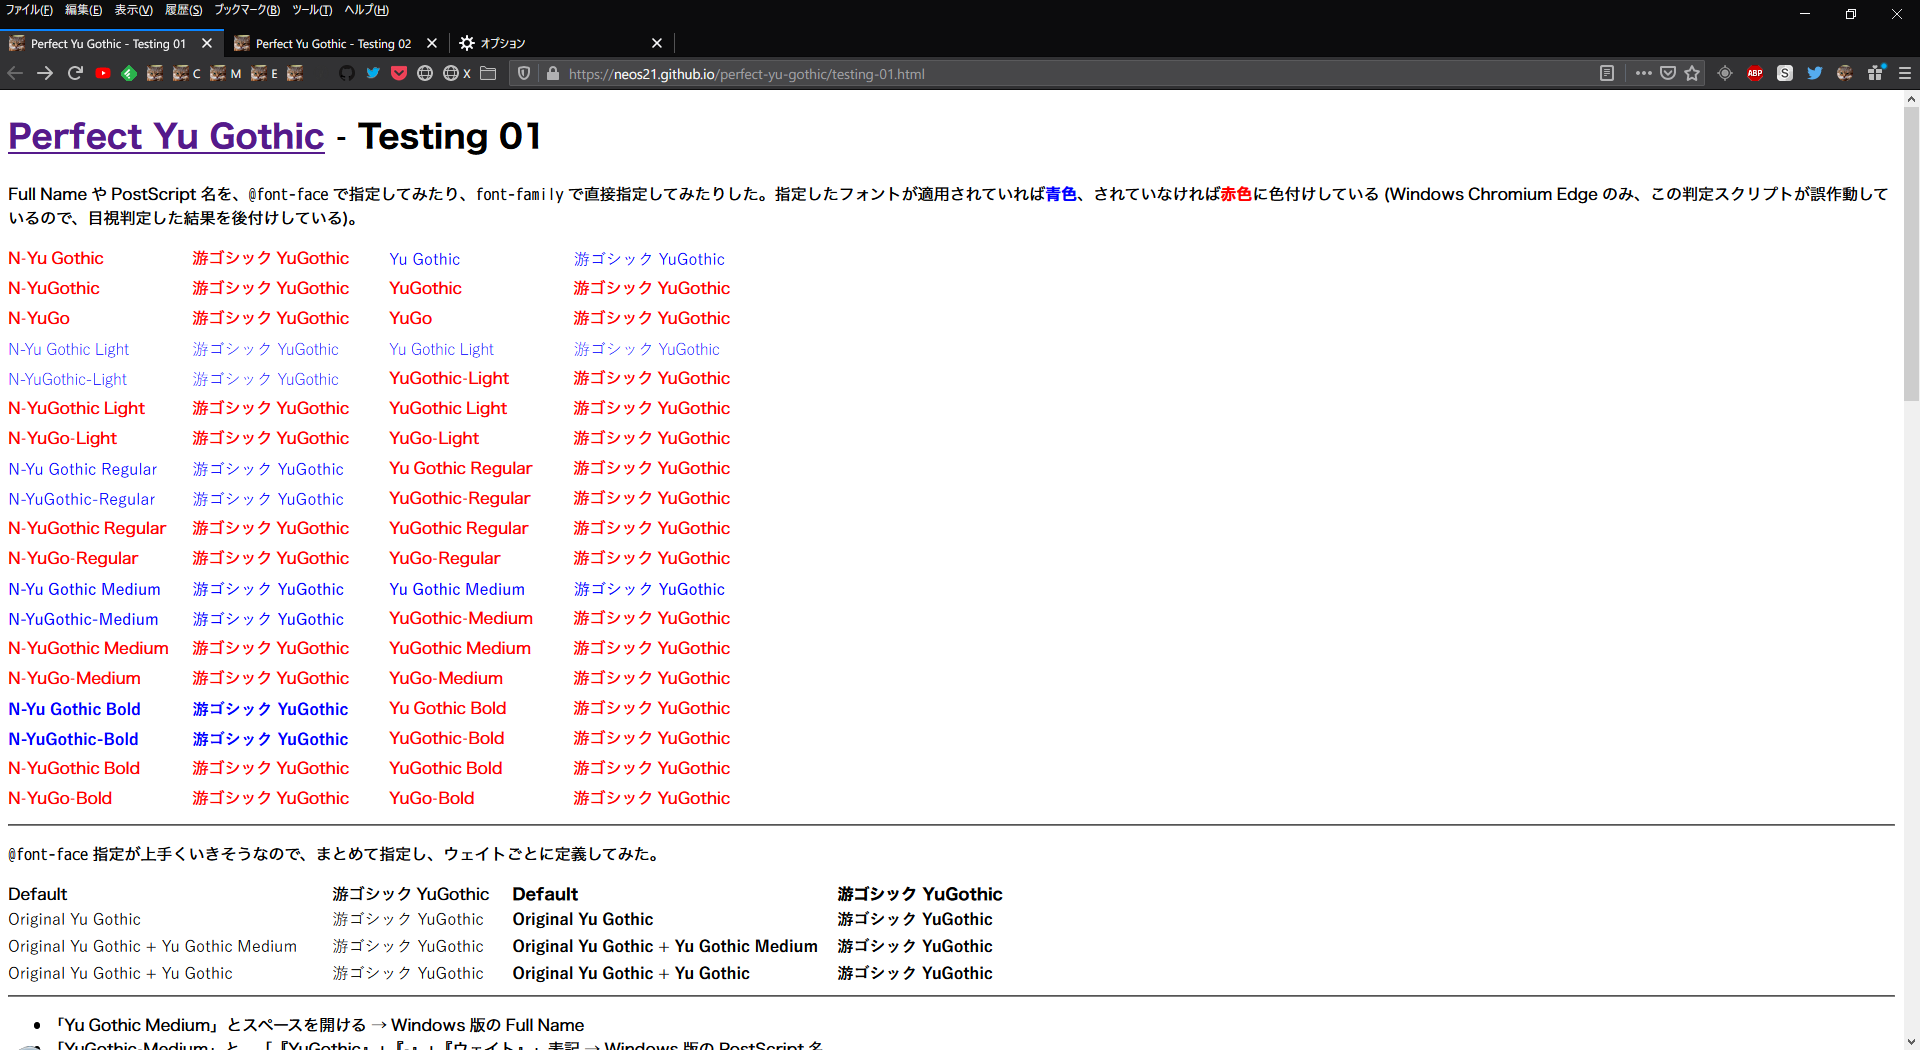 ファイル(F) 編集(E) 表示(V) 履歴(S) ブックマーク(B) ツール(T) ヘルプ(H)
Perfect Yu Gothic - Testing 01 Perfect Yu Gothic - Testing 02 オプション
C M E X https://neos21.github.io/perfect-yu-gothic/testing-01.html ABP S
Perfect Yu Gothic - Testing 01
Full Name や PostScript 名を、@font-face で指定してみたり、font-family で直接指定してみたりした。指定したフォントが適用されていれば青色、されていなければ赤色に色付けしている (Windows Chromium Edge のみ、この判定スクリプトが誤作動して
いるので、目視判定した結果を後付けしている)。
N-Yu Gothic 游ゴシック YuGothic Yu Gothic 游ゴシック YuGothic
N-YuGothic 游ゴシック YuGothic YuGothic 游ゴシック YuGothic
N-YuGo 游ゴシック YuGothic YuGo 游ゴシック YuGothic
N-Yu Gothic Light 游ゴシック YuGothic Yu Gothic Light 游ゴシック YuGothic
N-YuGothic-Light 游ゴシック YuGothic YuGothic-Light 游ゴシック YuGothic
N-YuGothic Light 游ゴシック YuGothic YuGothic Light 游ゴシック YuGothic
N-YuGo-Light 游ゴシック YuGothic YuGo-Light 游ゴシック YuGothic
N-Yu Gothic Regular 游ゴシック YuGothic Yu Gothic Regular 游ゴシック YuGothic
N-YuGothic-Regular 游ゴシック YuGothic YuGothic-Regular 游ゴシック YuGothic
N-YuGothic Regular 游ゴシック YuGothic YuGothic Regular 游ゴシック YuGothic
N-YuGo-Regular 游ゴシック YuGothic YuGo-Regular 游ゴシック YuGothic
N-Yu Gothic Medium 游ゴシック YuGothic Yu Gothic Medium 游ゴシック YuGothic
N-YuGothic-Medium 游ゴシック YuGothic YuGothic-Medium 游ゴシック YuGothic
N-YuGothic Medium 游ゴシック YuGothic YuGothic Medium 游ゴシック YuGothic
N-YuGo-Medium 游ゴシック YuGothic YuGo-Medium 游ゴシック YuGothic
N-Yu Gothic Bold 游ゴシック YuGothic Yu Gothic Bold 游ゴシック YuGothic
N-YuGothic-Bold 游ゴシック YuGothic YuGothic-Bold 游ゴシック YuGothic
N-YuGothic Bold 游ゴシック YuGothic YuGothic Bold 游ゴシック YuGothic
N-YuGo-Bold 游ゴシック YuGothic YuGo-Bold 游ゴシック YuGothic
@font-face 指定が上手くいきそうなので、まとめて指定し、ウェイトごとに定義してみた。
Default 游ゴシック YuGothic Default 游ゴシック YuGothic
Original Yu Gothic 游ゴシック YuGothic Original Yu Gothic 游ゴシック YuGothic
Original Yu Gothic + Yu Gothic Medium 游ゴシック YuGothic Original Yu Gothic + Yu Gothic Medium 游ゴシック YuGothic
Original Yu Gothic + Yu Gothic 游ゴシック YuGothic Original Yu Gothic + Yu Gothic 游ゴシック YuGothic
• 「Yu Gothic Medium」とスペースを開ける → Windows 版の Full Name
• 「YuGothic-Medium」と、「『YuGothic』+『-』+『ウェイト』」表記 → Windows 版の PostScript 名